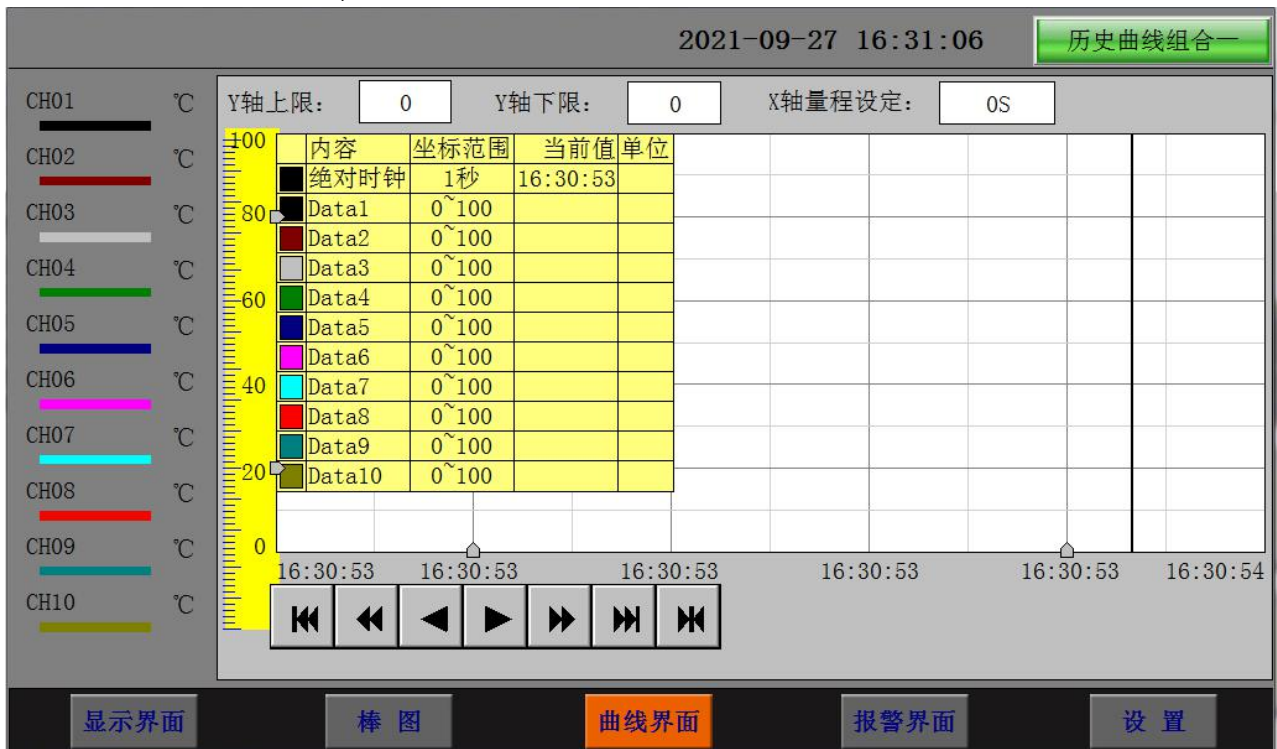 2021-09-27 16:31:06 历史曲线组合一
Y轴上限: 0 Y轴下限: 0 X轴量程设定: 0S
CH01 ℃
CH02 ℃
CH03 ℃
CH04 ℃
CH05 ℃
CH06 ℃
CH07 ℃
CH08 ℃
CH09 ℃
CH10 ℃
100
80
60
40
20
0
内容 坐标范围 当前值 单位
绝对时钟 1秒 16:30:53
Data1 0~100
Data2 0~100
Data3 0~100
Data4 0~100
Data5 0~100
Data6 0~100
Data7 0~100
Data8 0~100
Data9 0~100
Data10 0~100
16:30:53 16:30:53 16:30:53 16:30:53 16:30:53 16:30:54
显示界面 棒 图 曲线界面 报警界面 设 置